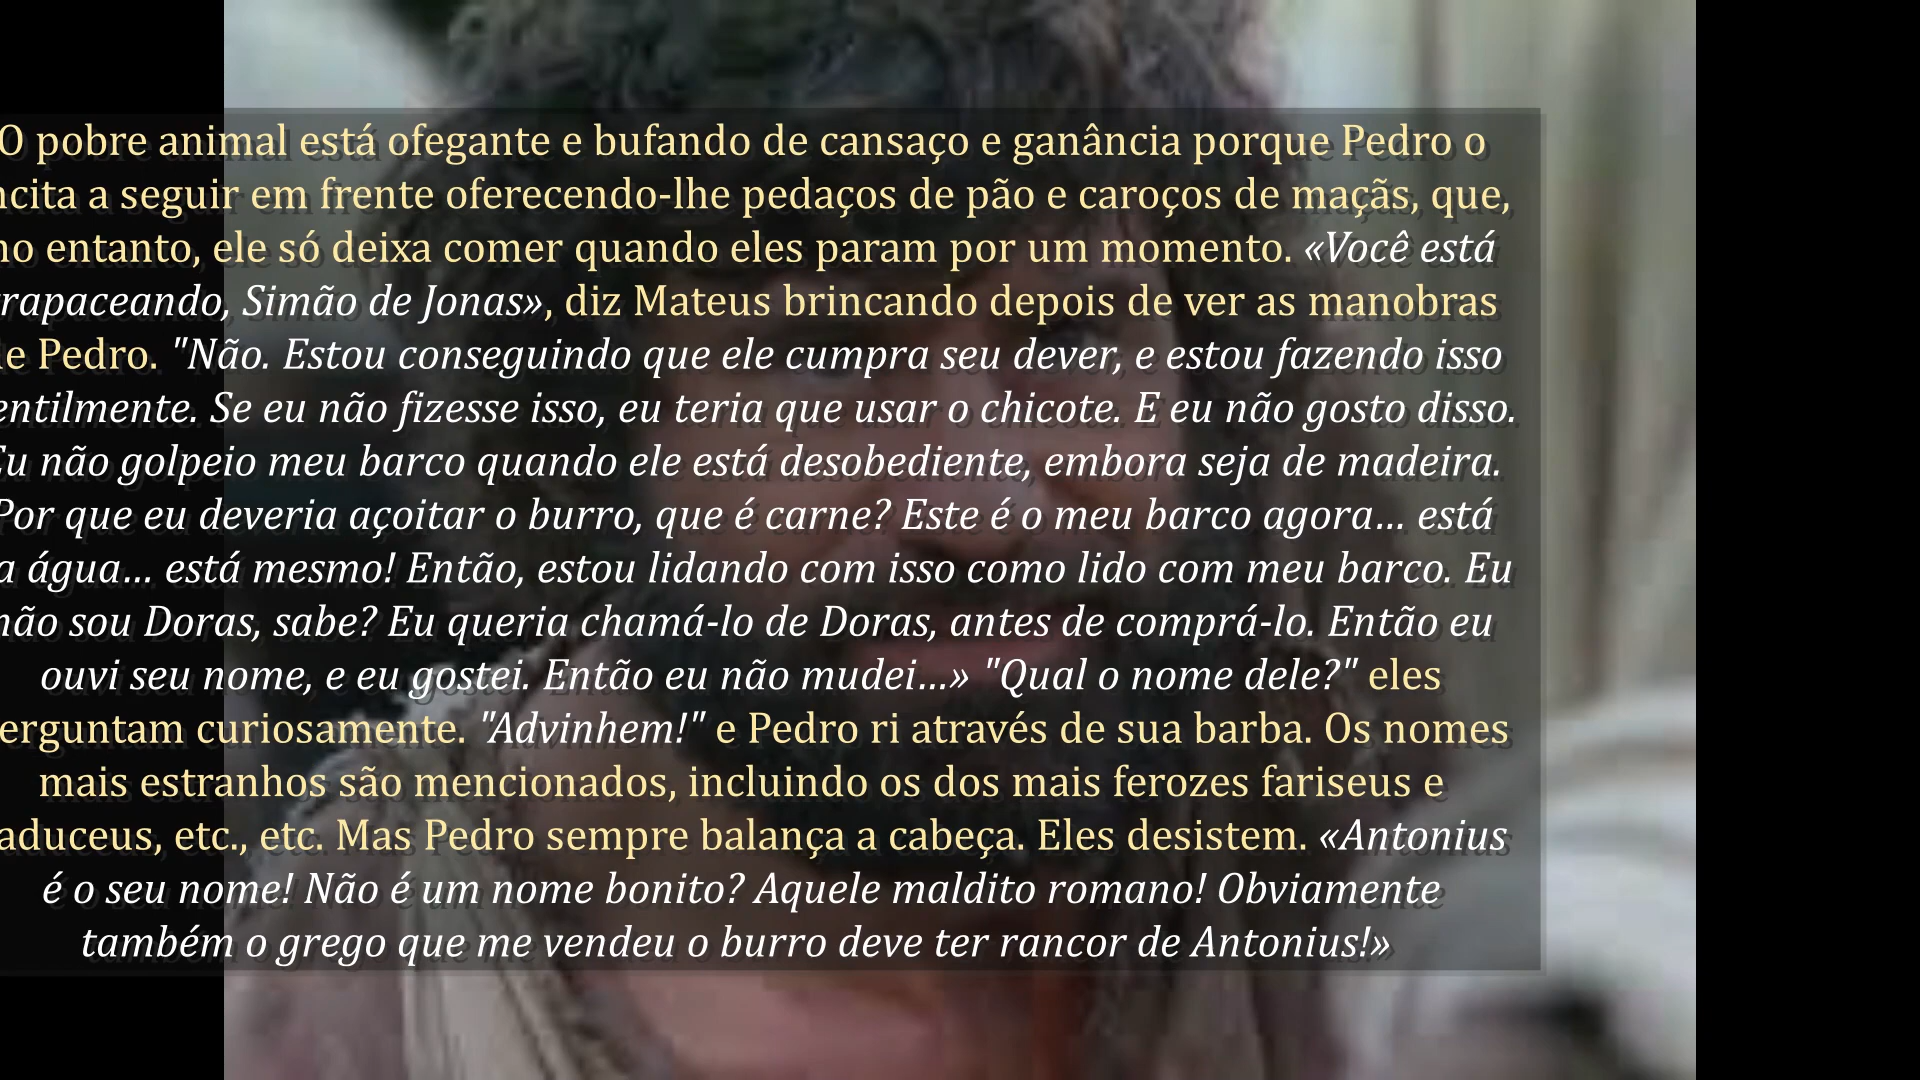 O pobre animal está ofegante e bufando de cansaço e ganância porque Pedro o
ncita a seguir em frente oferecendo-lhe pedaços de pão e caroços de maçãs, que,
no entanto, ele só deixa comer quando eles param por um momento. «Você está
rapaceando, Simão de Jonas», diz Mateus brincando depois de ver as manobras
e Pedro. "Não. Estou conseguindo que ele cumpra seu dever, e estou fazendo isso
entilmente. Se eu não fizesse isso, eu teria que usar o chicote. E eu não gosto disso.
Eu não golpeio meu barco quando ele está desobediente, embora seja de madeira.
Por que eu deveria açoitar o burro, que é carne? Este é o meu barco agora... está
a água... está mesmo! Então, estou lidando com isso como lido com meu barco. Eu
não sou Doras, sabe? Eu queria chamá-lo de Doras, antes de comprá-lo. Então eu
ouvi seu nome, e eu gostei. Então eu não mudei...» "Qual o nome dele?" eles
erguntam curiosamente. "Advinhem!" e Pedro ri através de sua barba. Os nomes
mais estranhos são mencionados, incluindo os dos mais ferozes fariseus e
aduceus, etc., etc. Mas Pedro sempre balança a cabeça. Eles desistem. «Antonius
é o seu nome! Não é um nome bonito? Aquele maldito romano! Obviamente
também o grego que me vendeu o burro deve ter rancor de Antonius!»